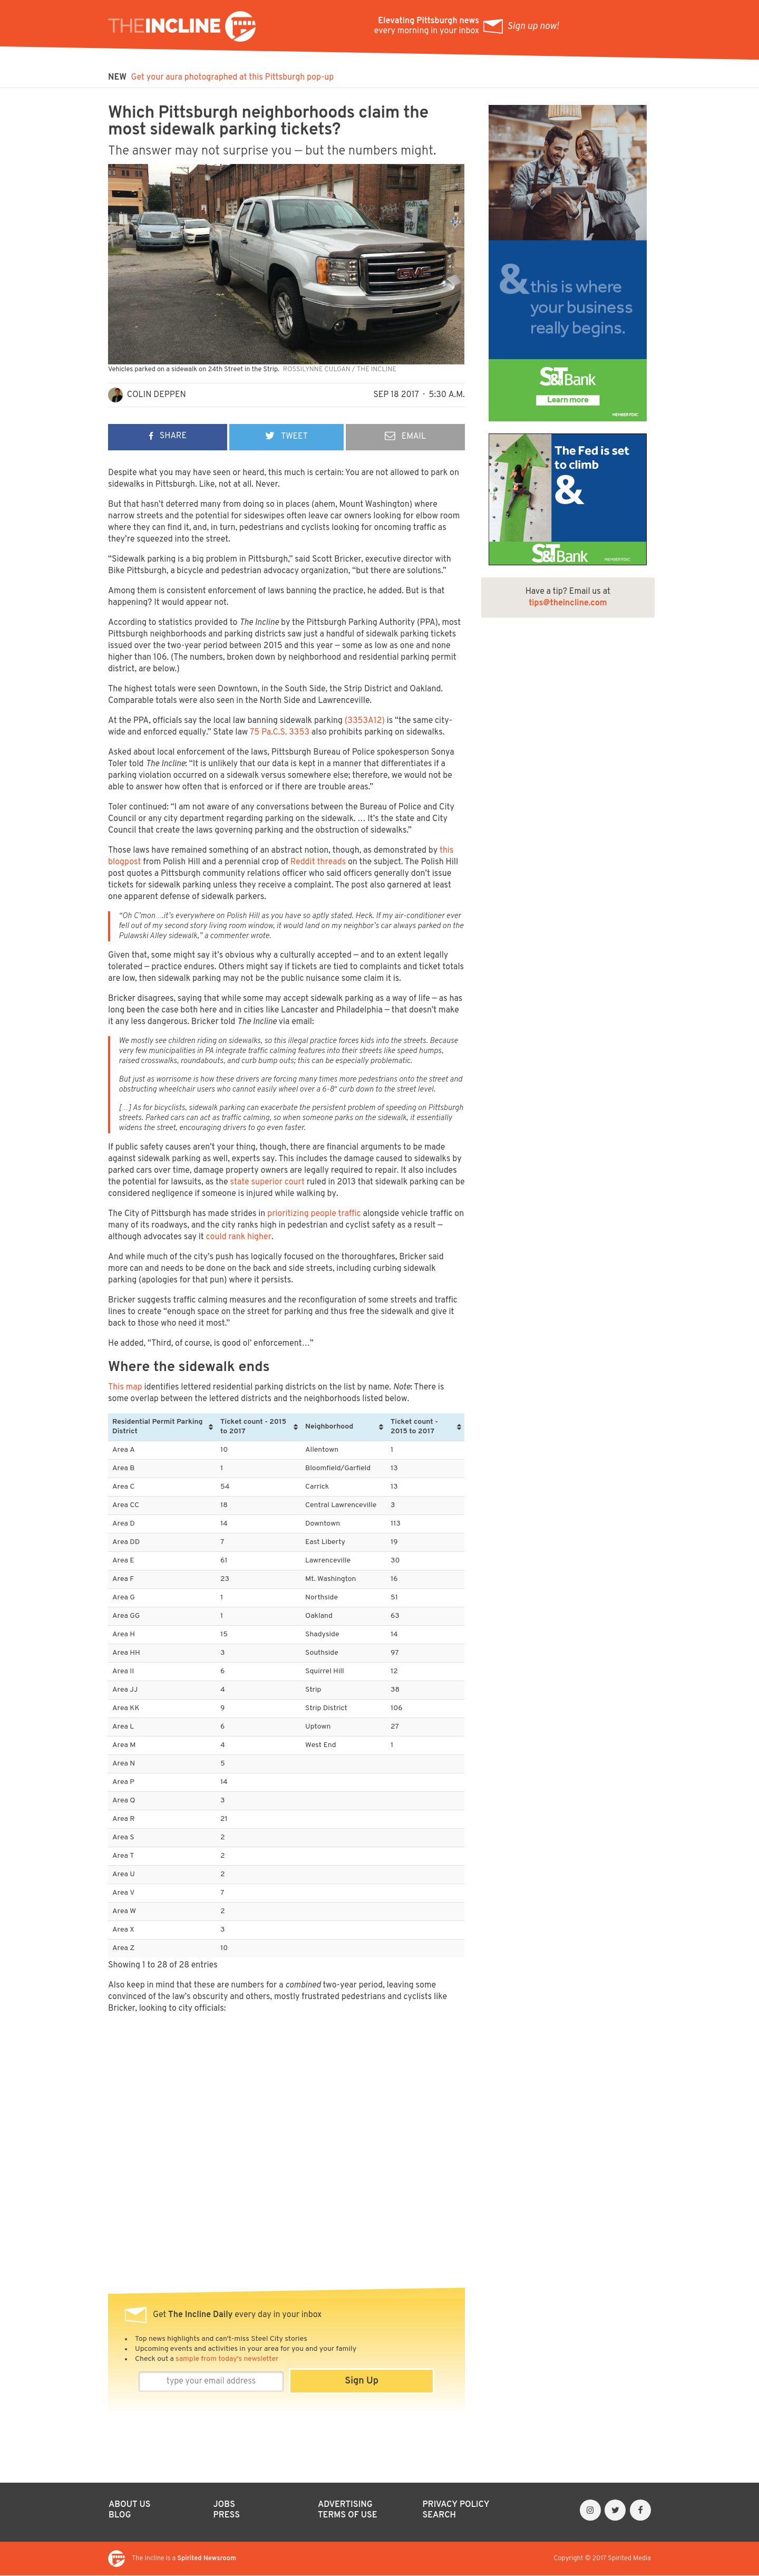 THEINCLINE
Elevating Pittsburgh news
every morning in your inbox
Sign up now!
NEW Get your aura photographed at this Pittsburgh pop-up
Which Pittsburgh neighborhoods claim the
most sidewalk parking tickets?
The answer may not surprise you — but the numbers might.
GMC
Vehicles parked on a sidewalk on 24th Street in the Strip. ROSSILYNNE CULGAN / THE INCLINE
COLIN DEPPEN
SEP 18 2017 · 5:30 A.M.
SHARE
TWEET
EMAIL
Despite what you may have seen or heard, this much is certain: You are not allowed to park on
sidewalks in Pittsburgh. Like, not at all. Never.
But that hasn't deterred many from doing so in places (ahem, Mount Washington) where
narrow streets and the potential for sideswipes often leave car owners looking for elbow room
where they can find it, and, in turn, pedestrians and cyclists looking for oncoming traffic as
they're squeezed into the street.
"Sidewalk parking is a big problem in Pittsburgh," said Scott Bricker, executive director with
Bike Pittsburgh, a bicycle and pedestrian advocacy organization, "but there are solutions."
Among them is consistent enforcement of laws banning the practice, he added. But is that
happening? It would appear not.
According to statistics provided to The Incline by the Pittsburgh Parking Authority (PPA), most
Pittsburgh neighborhoods and parking districts saw just a handful of sidewalk parking tickets
issued over the two-year period between 2015 and this year — some as low as one and none
higher than 106. (The numbers, broken down by neighborhood and residential parking permit
district, are below.)
The highest totals were seen Downtown, in the South Side, the Strip District and Oakland.
Comparable totals were also seen in the North Side and Lawrenceville.
At the PPA, officials say the local law banning sidewalk parking (3353A12) is "the same city-
wide and enforced equally." State law 75 Pa.C.S. 3353 also prohibits parking on sidewalks.
Asked about local enforcement of the laws, Pittsburgh Bureau of Police spokesperson Sonya
Toler told The Incline: "It is unlikely that our data is kept in a manner that differentiates if a
parking violation occurred on a sidewalk versus somewhere else; therefore, we would not be
able to answer how often that is enforced or if there are trouble areas."
Toler continued: "I am not aware of any conversations between the Bureau of Police and City
Council or any city department regarding parking on the sidewalk. … It's the state and City
Council that create the laws governing parking and the obstruction of sidewalks."
Those laws have remained something of an abstract notion, though, as demonstrated by this
blogpost from Polish Hill and a perennial crop of Reddit threads on the subject. The Polish Hill
post quotes a Pittsburgh community relations officer who said officers generally don't issue
tickets for sidewalk parking unless they receive a complaint. The post also garnered at least
one apparent defense of sidewalk parkers.
"Oh C'mon….it's everywhere on Polish Hill as you have so aptly stated. Heck. If my air-conditioner ever
fell out of my second story living room window, it would land on my neighbor's car always parked on the
Pulawski Alley sidewalk," a commenter wrote.
Given that, some might say it's obvious why a culturally accepted — and to an extent legally
tolerated — practice endures. Others might say if tickets are tied to complaints and ticket totals
are low, then sidewalk parking may not be the public nuisance some claim it is.
Bricker disagrees, saying that while some may accept sidewalk parking as a way of life — as has
long been the case both here and in cities like Lancaster and Philadelphia — that doesn't make
it any less dangerous. Bricker told The Incline via email:
We mostly see children riding on sidewalks, so this illegal practice forces kids into the streets. Because
very few municipalities in PA integrate traffic calming features into their streets like speed humps,
raised crosswalks, roundabouts, and curb bump outs; this can be especially problematic.
But just as worrisome is how these drivers are forcing many times more pedestrians onto the street and
obstructing wheelchair users who cannot easily wheel over a 6-8" curb down to the street level.
[…] As for bicyclists, sidewalk parking can exacerbate the persistent problem of speeding on Pittsburgh
streets. Parked cars can act as traffic calming, so when someone parks on the sidewalk, it essentially
widens the street, encouraging drivers to go even faster.
If public safety causes aren't your thing, though, there are financial arguments to be made
against sidewalk parking as well, experts say. This includes the damage caused to sidewalks by
parked cars over time, damage property owners are legally required to repair. It also includes
the potential for lawsuits, as the state superior court ruled in 2013 that sidewalk parking can be
considered negligence if someone is injured while walking by.
The City of Pittsburgh has made strides in prioritizing people traffic alongside vehicle traffic on
many of its roadways, and the city ranks high in pedestrian and cyclist safety as a result —
although advocates say it could rank higher.
And while much of the city's push has logically focused on the thoroughfares, Bricker said
more can and needs to be done on the back and side streets, including curbing sidewalk
parking (apologies for that pun) where it persists.
Bricker suggests traffic calming measures and the reconfiguration of some streets and traffic
lines to create "enough space on the street for parking and thus free the sidewalk and give it
back to those who need it most."
He added, "Third, of course, is good ol' enforcement…"
Where the sidewalk ends
This map identifies lettered residential parking districts on the list by name. Note: There is
some overlap between the lettered districts and the neighborhoods listed below.
Residential Permit Parking District | Ticket count - 2015 to 2017 | Neighborhood | Ticket count - 2015 to 2017
Area A 10 Allentown 1
Area B 1 Bloomfield/Garfield 13
Area C 54 Carrick 13
Area CC 18 Central Lawrenceville 3
Area D 14 Downtown 113
Area DD 7 East Liberty 19
Area E 61 Lawrenceville 30
Area F 23 Mt. Washington 16
Area G 1 Northside 51
Area GG 1 Oakland 63
Area H 15 Shadyside 14
Area HH 3 Southside 97
Area II 6 Squirrel Hill 12
Area JJ 4 Strip 38
Area KK 9 Strip District 106
Area L 6 Uptown 27
Area M 4 West End 1
Area N 5
Area P 14
Area Q 3
Area R 21
Area S 2
Area T 2
Area U 2
Area V 7
Area W 2
Area X 3
Area Z 10
Showing 1 to 28 of 28 entries
Also keep in mind that these are numbers for a combined two-year period, leaving some
convinced of the law's obscurity and others, mostly frustrated pedestrians and cyclists like
Bricker, looking to city officials:
& this is where
your business
really begins.
S&T Bank
Learn more
MEMBER FDIC
The Fed is set
to climb
&
S&T Bank
MEMBER FDIC
Have a tip? Email us at
tips@theincline.com
Get The Incline Daily every day in your inbox
• Top news highlights and can't-miss Steel City stories
• Upcoming events and activities in your area for you and your family
• Check out a sample from today's newsletter
type your email address
Sign Up
ABOUT US JOBS ADVERTISING PRIVACY POLICY
BLOG PRESS TERMS OF USE SEARCH
The Incline is a Spirited Newsroom
Copyright © 2017 Spirited Media